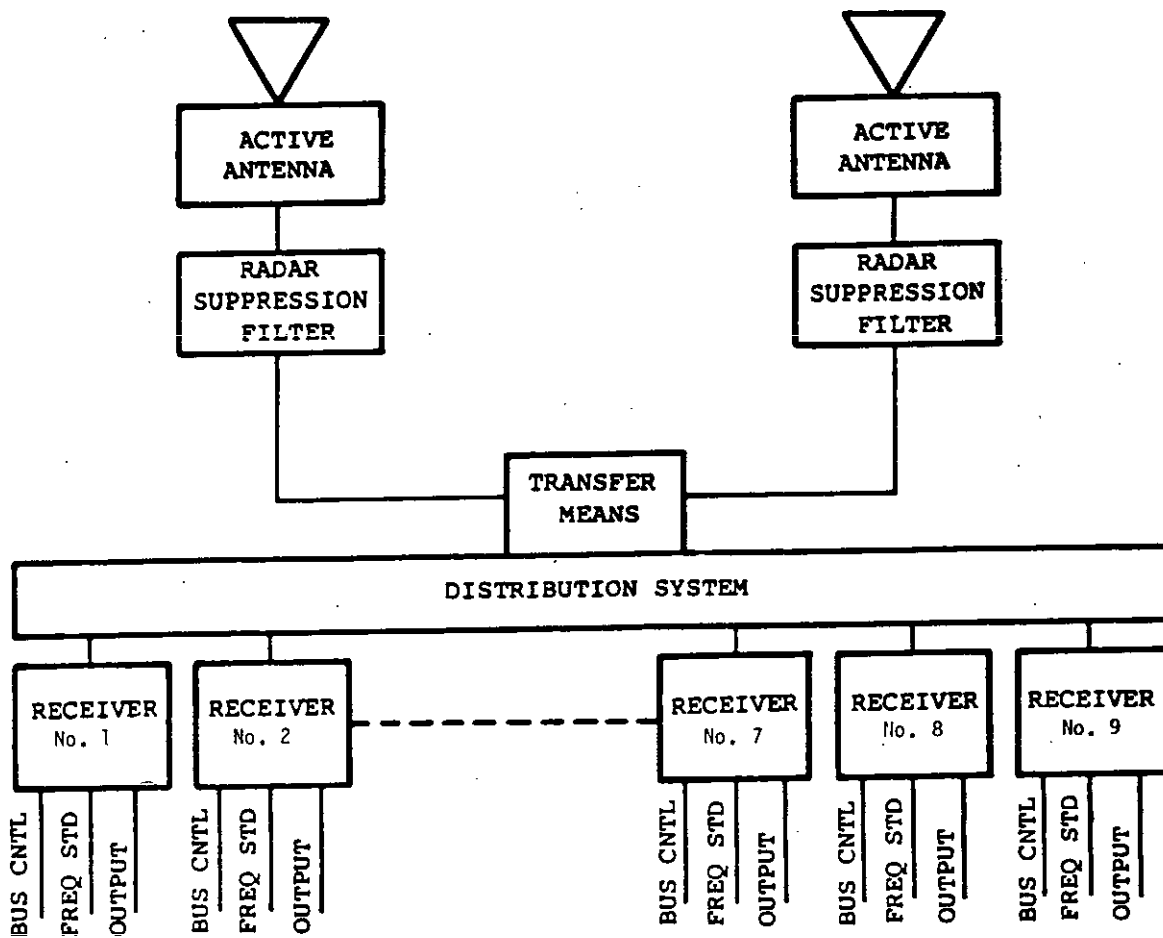 ACTIVE
ANTENNA
ACTIVE
ANTENNA
RADAR
SUPPRESSION
FILTER
RADAR
SUPPRESSION
FILTER
TRANSFER
MEANS
DISTRIBUTION SYSTEM
RECEIVER
No. 1
RECEIVER
No. 2
RECEIVER
No. 7
RECEIVER
No. 8
RECEIVER
No. 9
BUS CNTL
FREQ STD
OUTPUT
BUS CNTL
FREQ STD
OUTPUT
BUS CNTL
FREQ STD
OUTPUT
BUS CNTL
FREQ STD
OUTPUT
BUS CNTL
FREQ STD
OUTPUT